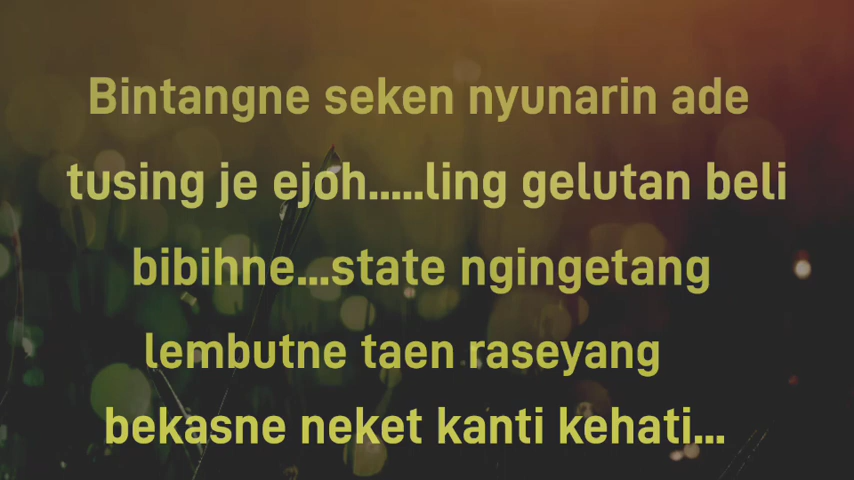 Bintangne seken nyunarin ade
tusing je ejoh.....ling gelutan beli
bibihne...state ngingetang
lembutne taen raseyang
bekasne neket kanti kehati...